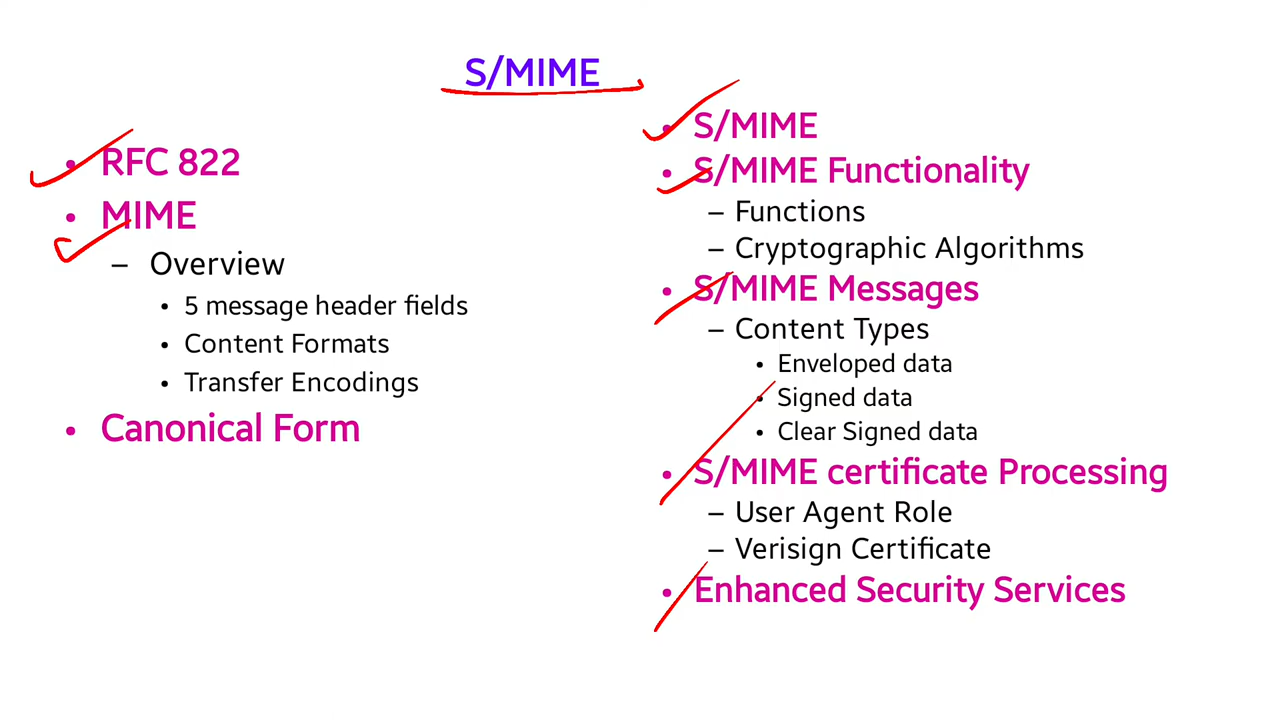 S/MIME
• RFC 822
• MIME
– Overview
• 5 message header fields
• Content Formats
• Transfer Encodings
• Canonical Form
• S/MIME
• S/MIME Functionality
– Functions
– Cryptographic Algorithms
• S/MIME Messages
– Content Types
• Enveloped data
• Signed data
• Clear Signed data
• S/MIME certificate Processing
– User Agent Role
– Verisign Certificate
• Enhanced Security Services